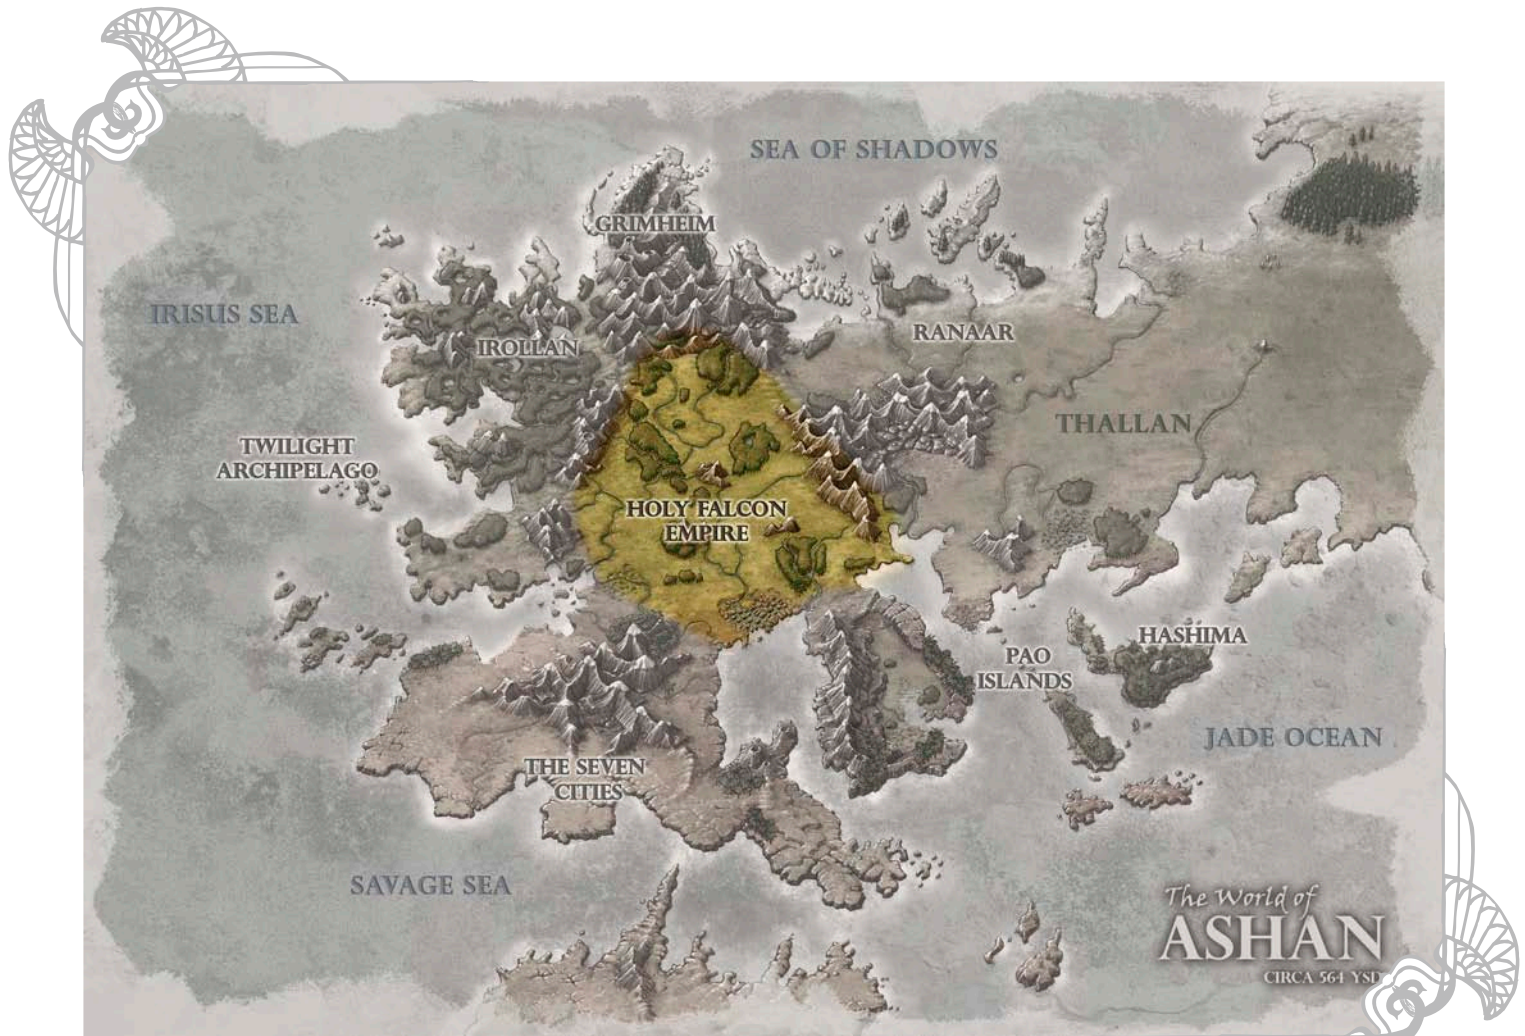 SEA OF SHADOWS
GRIMHEIM
IRISUS SEA
RANAAR
IROLLAN
THALLAN
TWILIGHT
ARCHIPELAGO
HOLY FALCON
EMPIRE
HASHIMA
PAO
ISLANDS
JADE OCEAN
THE SEVEN
CITIES
SAVAGE SEA
The World of
ASHAN
CIRCA 564 YSD